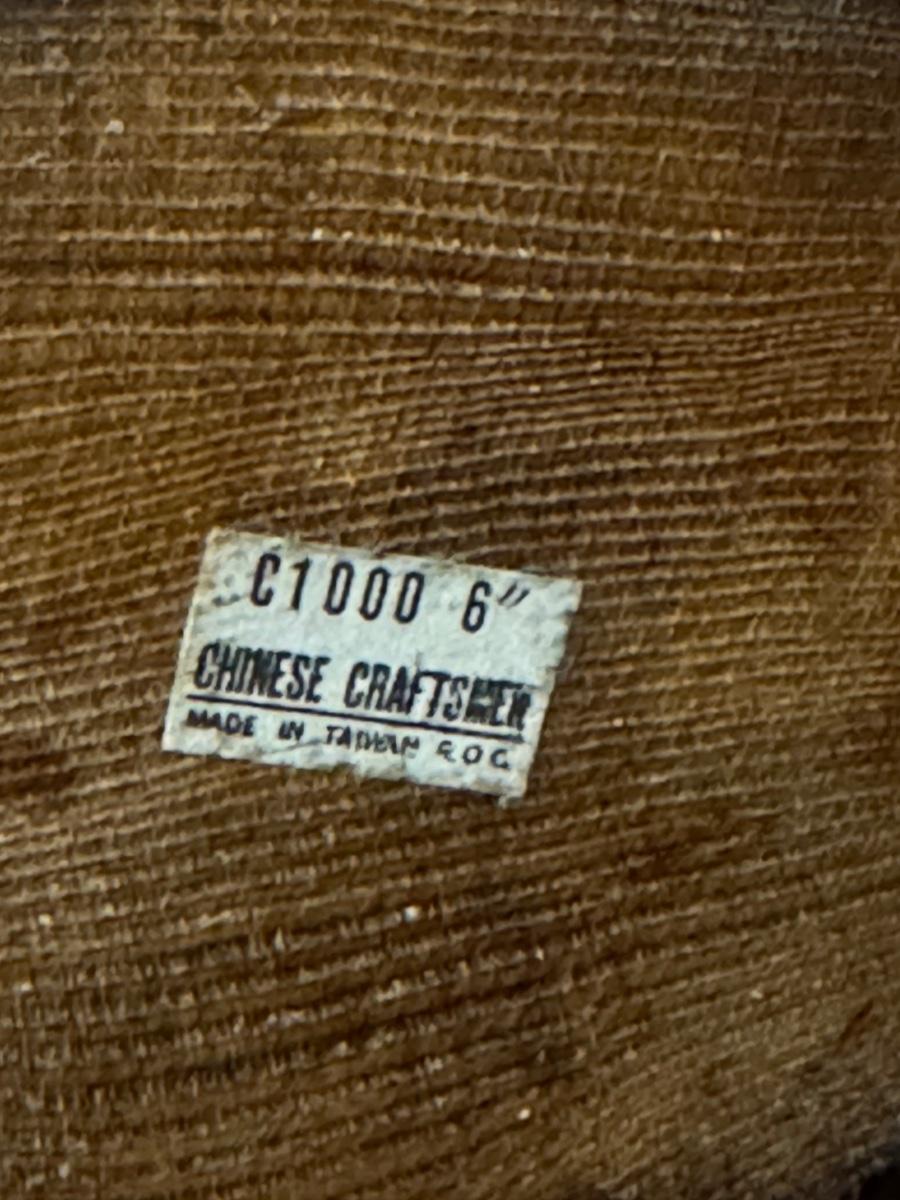 C1000 6"
CHINESE CRAFTSMEN
MADE IN TAIWAN R.O.C.